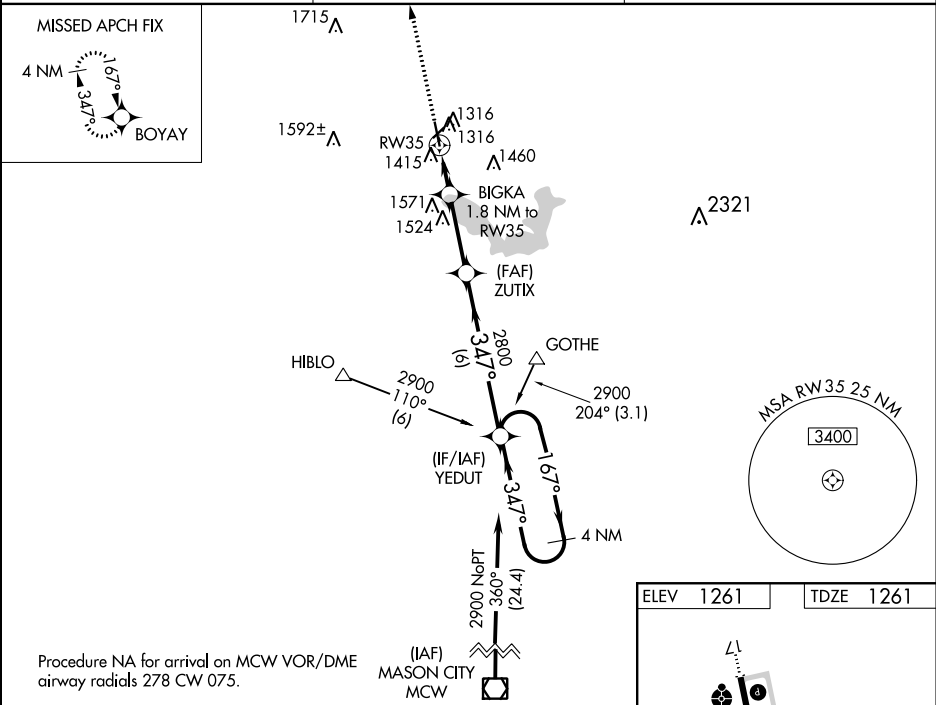 MISSED APCH FIX
4 NM
167°
347°
BOYAY
1715
1592±
1316
1316
RW35
1415
1460
BIGKA
1.8 NM to
RW35
1571
1524
2321
(FAF)
ZUTIX
2800
347°
(6)
HIBLO
2900
110°
(6)
GOTHE
2900
204° (3.1)
(IF/IAF)
YEDUT
347°
167°
4 NM
MSA RW35 25 NM
3400
2900 NoPT
360°
(24.4)
(IAF)
MASON CITY
MCW
Procedure NA for arrival on MCW VOR/DME
airway radials 278 CW 075.
ELEV 1261
TDZE 1261
17
P